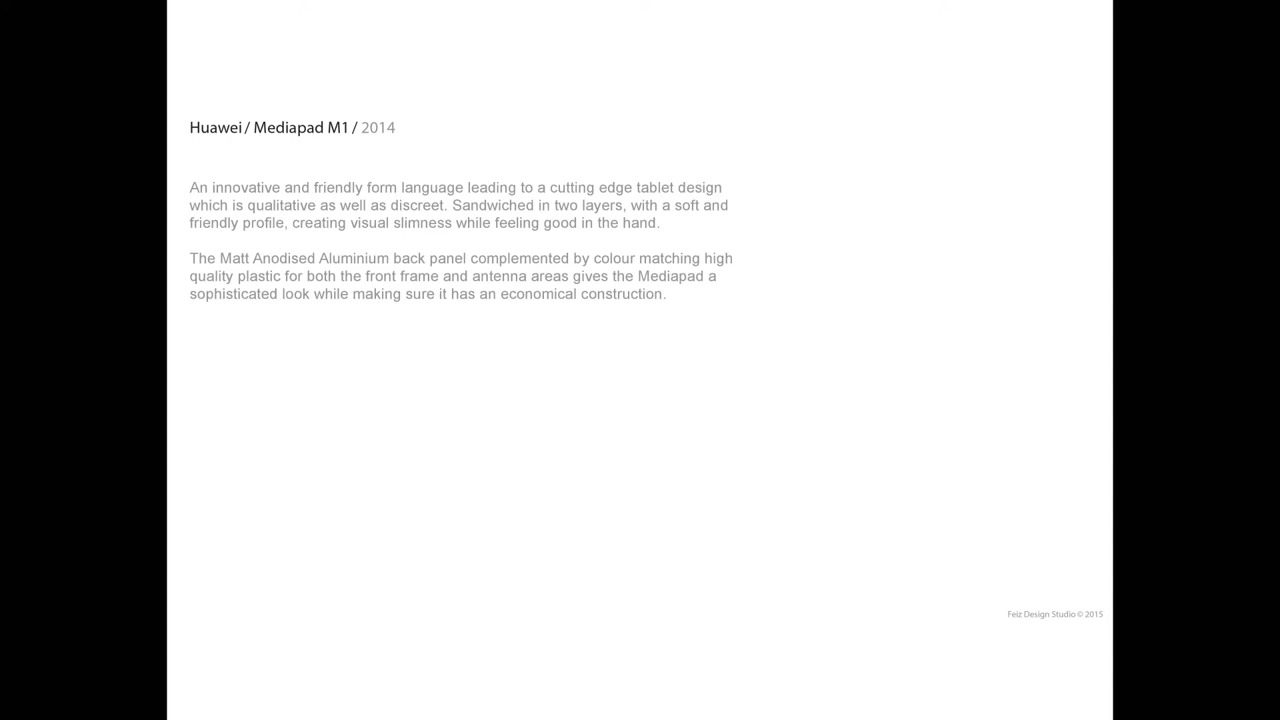 Huawei / Mediapad M1 / 2014
An innovative and friendly form language leading to a cutting edge tablet design
which is qualitative as well as discreet. Sandwiched in two layers, with a soft and
friendly profile, creating visual slimness while feeling good in the hand.
The Matt Anodised Aluminium back panel complemented by colour matching high
quality plastic for both the front frame and antenna areas gives the Mediapad a
sophisticated look while making sure it has an economical construction.
Feiz Design Studio © 2015